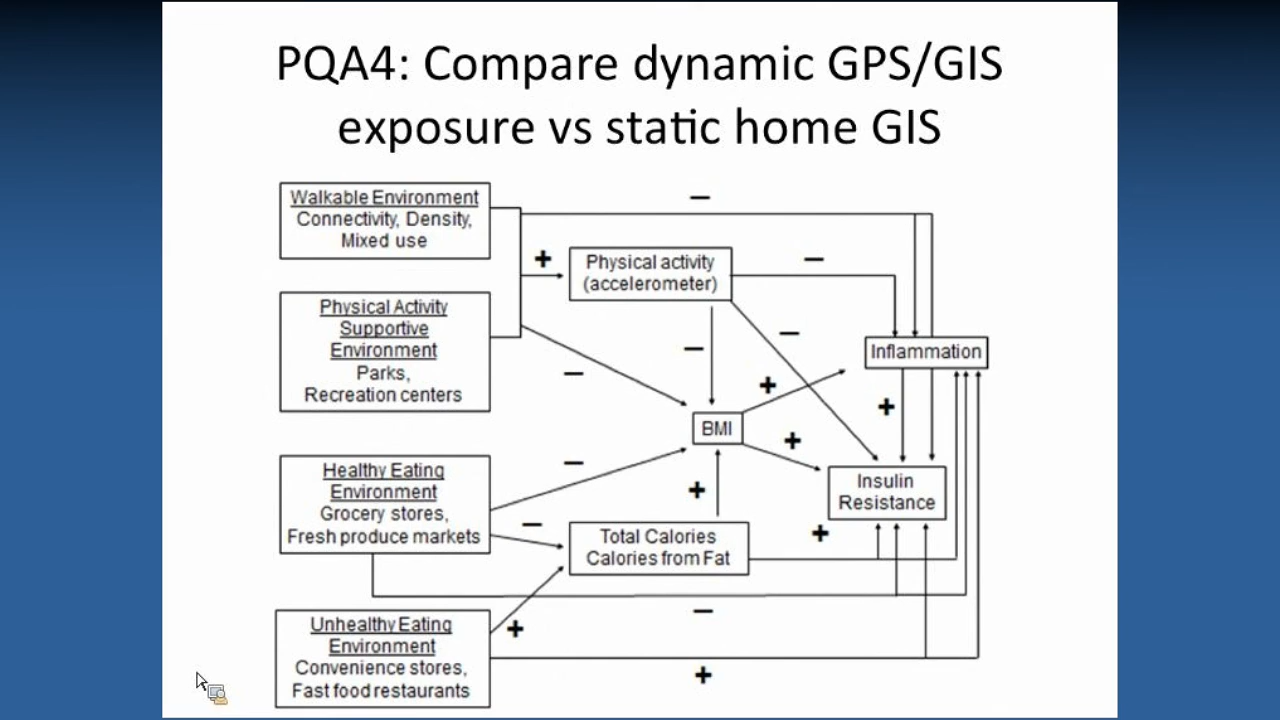 PQA4: Compare dynamic GPS/GIS
exposure vs static home GIS
Walkable Environment
Connectivity, Density,
Mixed use
Physical Activity
Supportive
Environment
Parks,
Recreation centers
Healthy Eating
Environment
Grocery stores,
Fresh produce markets
Unhealthy Eating
Environment
Convenience stores,
Fast food restaurants
Physical activity
(accelerometer)
BMI
Total Calories
Calories from Fat
Inflammation
Insulin
Resistance
−
+
−
−
−
−
+
+
+
−
+
−
+
+
−
+